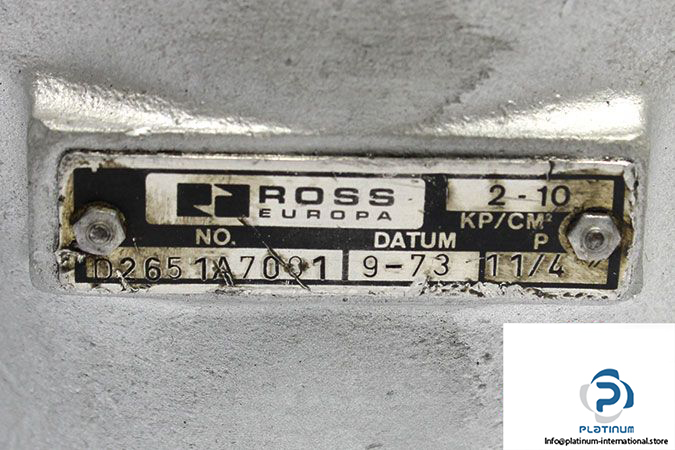 ROSS
EUROPA
2-10
KP/CM²
NO. DATUM P
D2651A7001 9-73 11/4"
PLATINUM
info@platinum-international.store